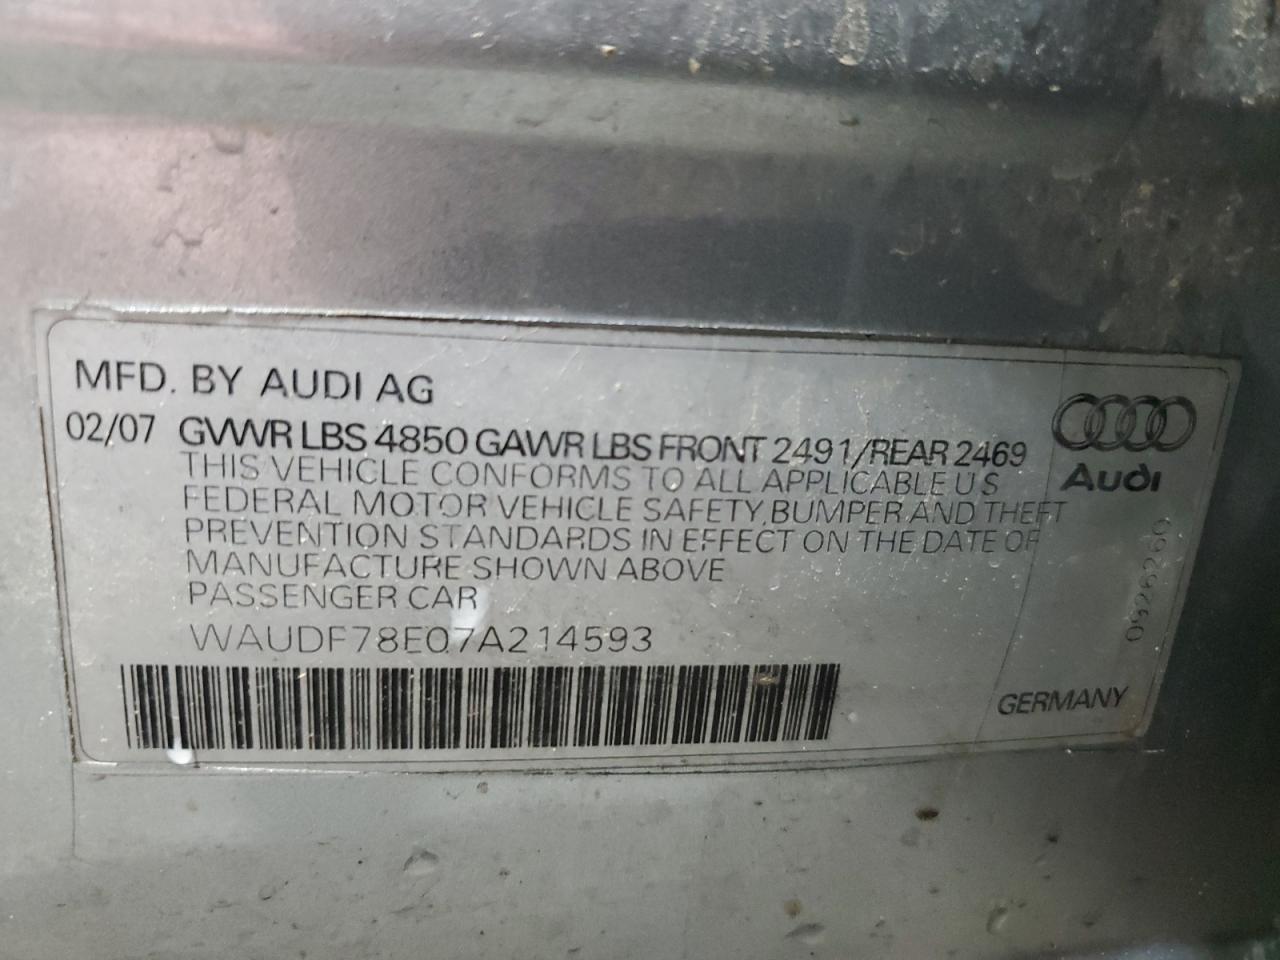 MFD. BY AUDI AG
02/07 GVWR LBS 4850 GAWR LBS FRONT 2491/REAR 2469
THIS VEHICLE CONFORMS TO ALL APPLICABLE U S
FEDERAL MOTOR VEHICLE SAFETY, BUMPER AND THEFT
PREVENTION STANDARDS IN EFFECT ON THE DATE OF
MANUFACTURE SHOWN ABOVE
PASSENGER CAR
WAUDF78E07A214593
Audi
GERMANY